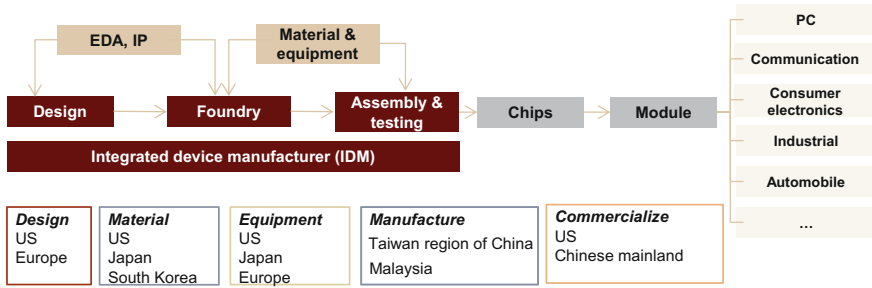 EDA, IP
Material &
equipment
Design
Foundry
Assembly &
testing
Chips
Module
Integrated device manufacturer (IDM)
PC
Communication
Consumer
electronics
Industrial
Automobile
...
Design
US
Europe
Material
US
Japan
South Korea
Equipment
US
Japan
Europe
Manufacture
Taiwan region of China
Malaysia
Commercialize
US
Chinese mainland